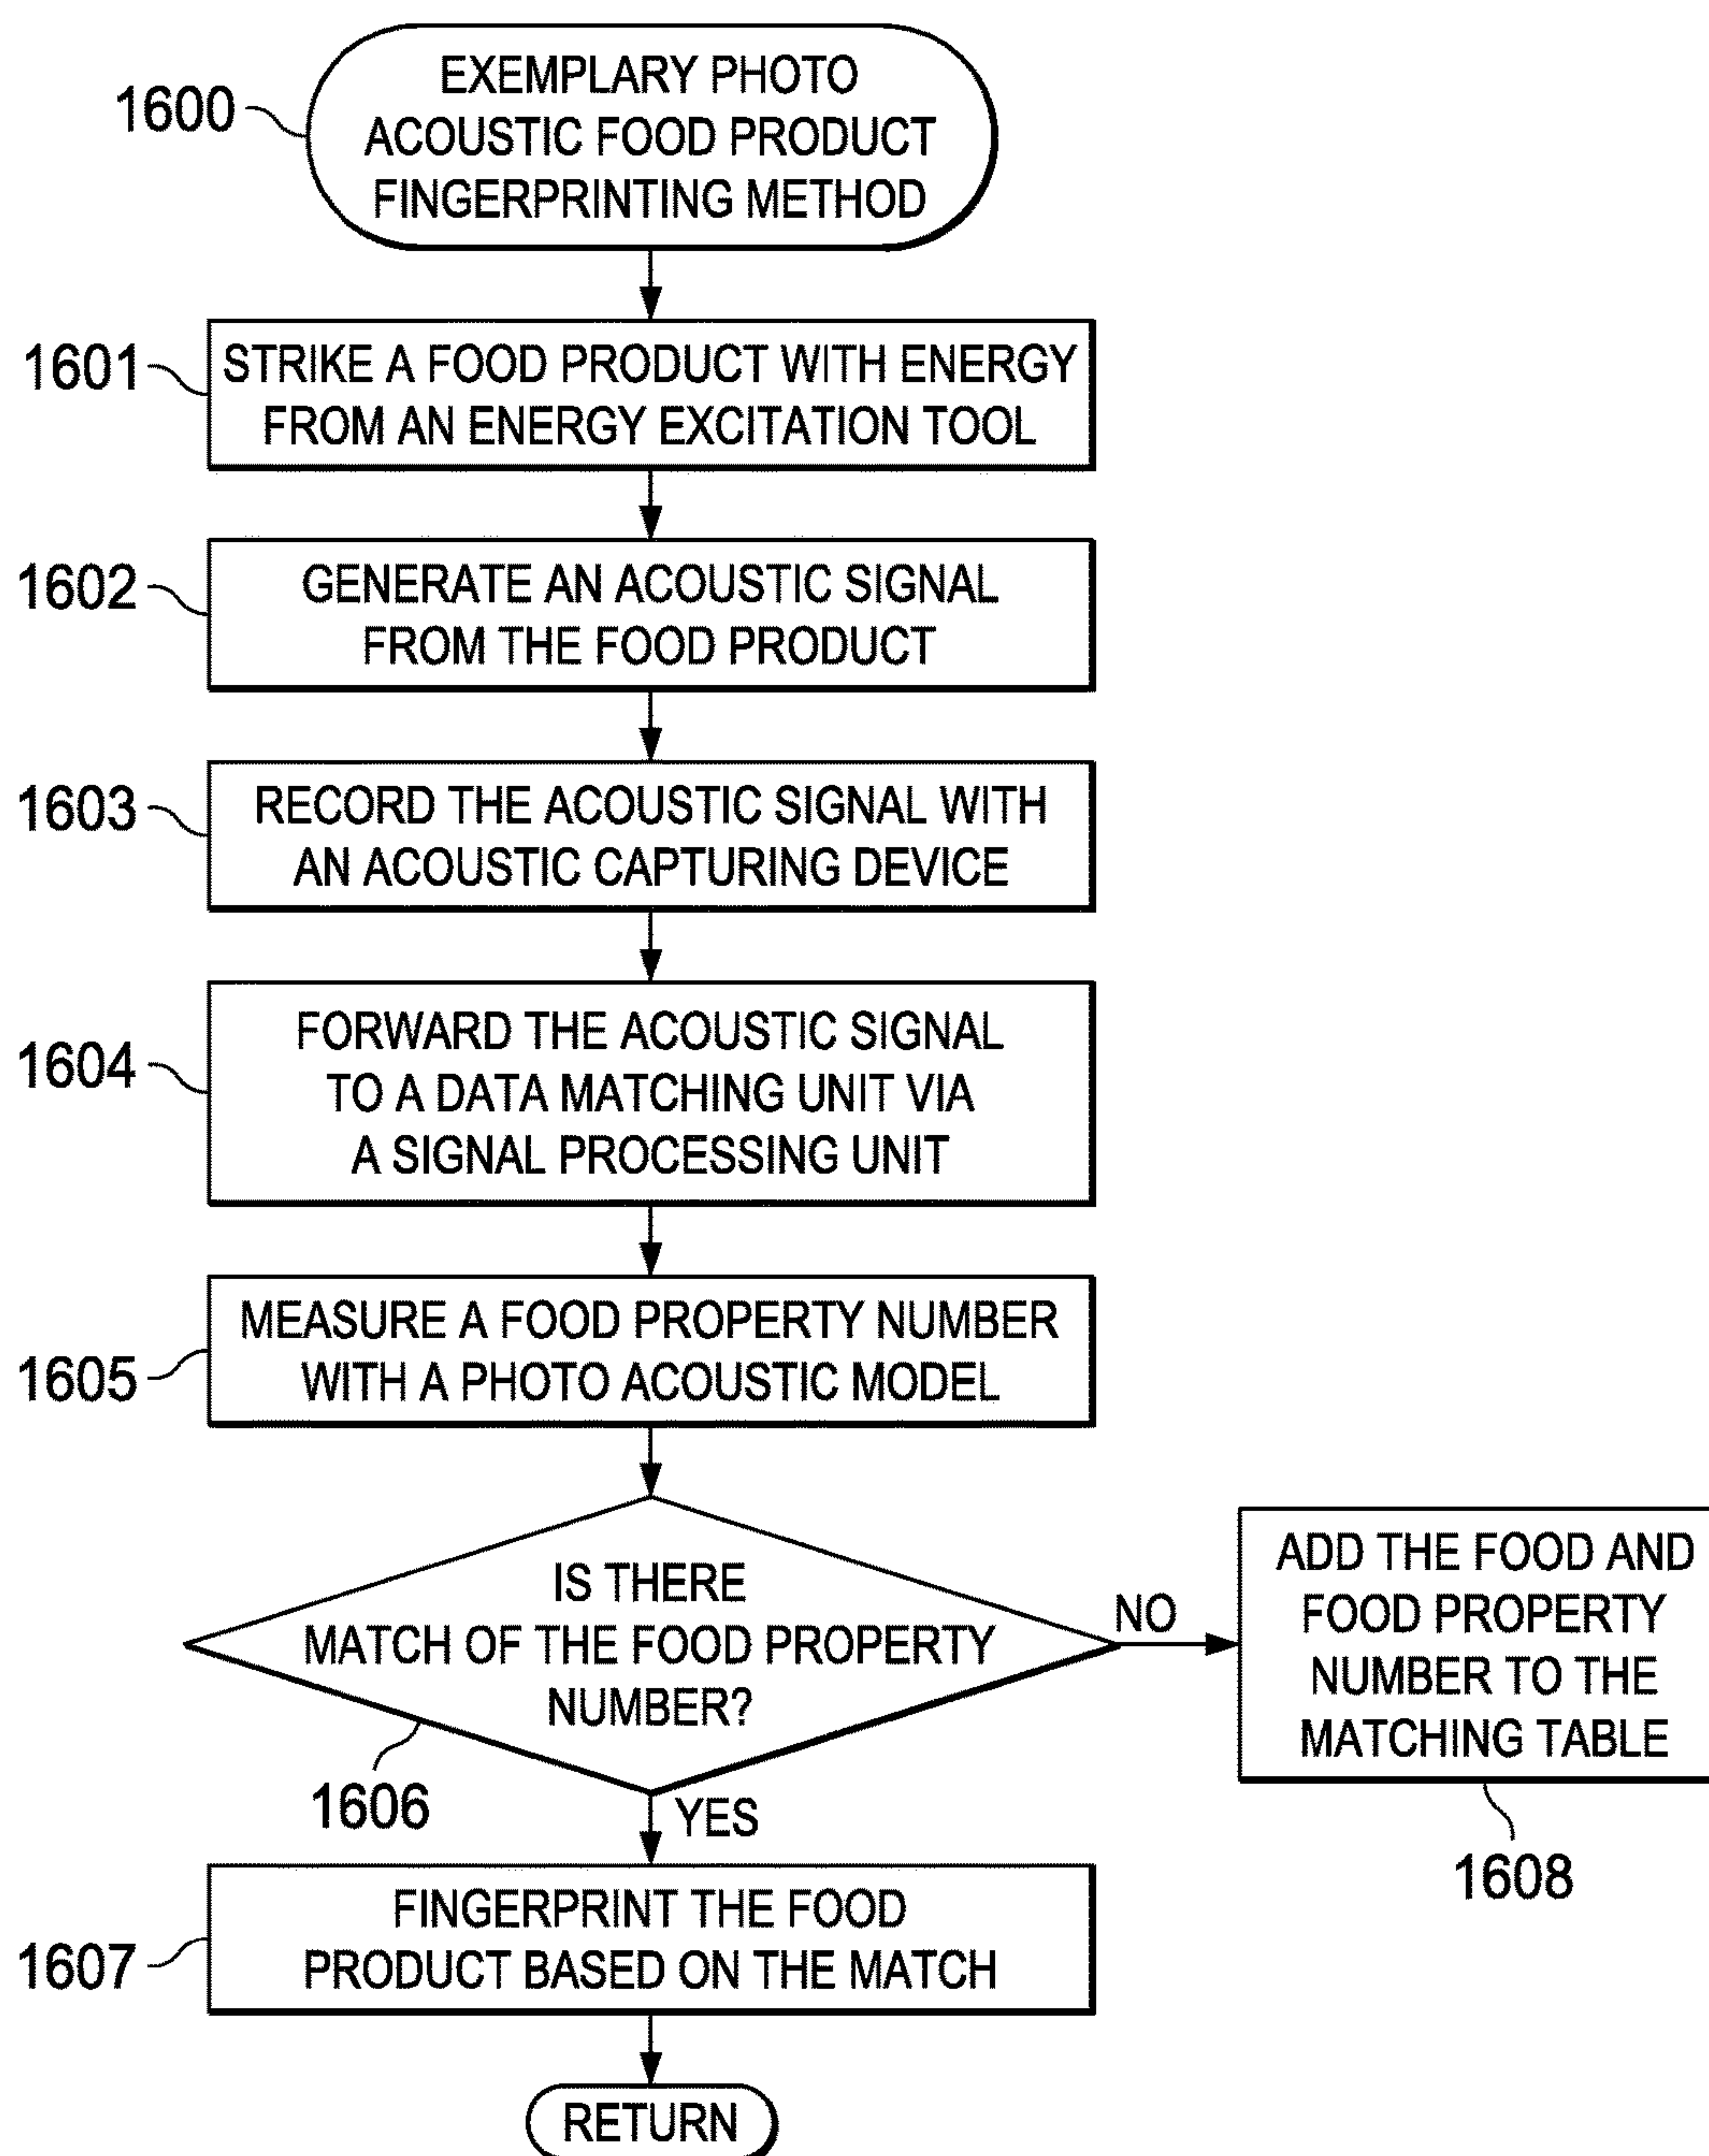 EXEMPLARY PHOTO
ACOUSTIC FOOD PRODUCT
FINGERPRINTING METHOD
1600
STRIKE A FOOD PRODUCT WITH ENERGY
FROM AN ENERGY EXCITATION TOOL
1601
GENERATE AN ACOUSTIC SIGNAL
FROM THE FOOD PRODUCT
1602
RECORD THE ACOUSTIC SIGNAL WITH
AN ACOUSTIC CAPTURING DEVICE
1603
FORWARD THE ACOUSTIC SIGNAL
TO A DATA MATCHING UNIT VIA
A SIGNAL PROCESSING UNIT
1604
MEASURE A FOOD PROPERTY NUMBER
WITH A PHOTO ACOUSTIC MODEL
1605
IS THERE
MATCH OF THE FOOD PROPERTY
NUMBER?
1606
NO
ADD THE FOOD AND
FOOD PROPERTY
NUMBER TO THE
MATCHING TABLE
1608
YES
FINGERPRINT THE FOOD
PRODUCT BASED ON THE MATCH
1607
RETURN